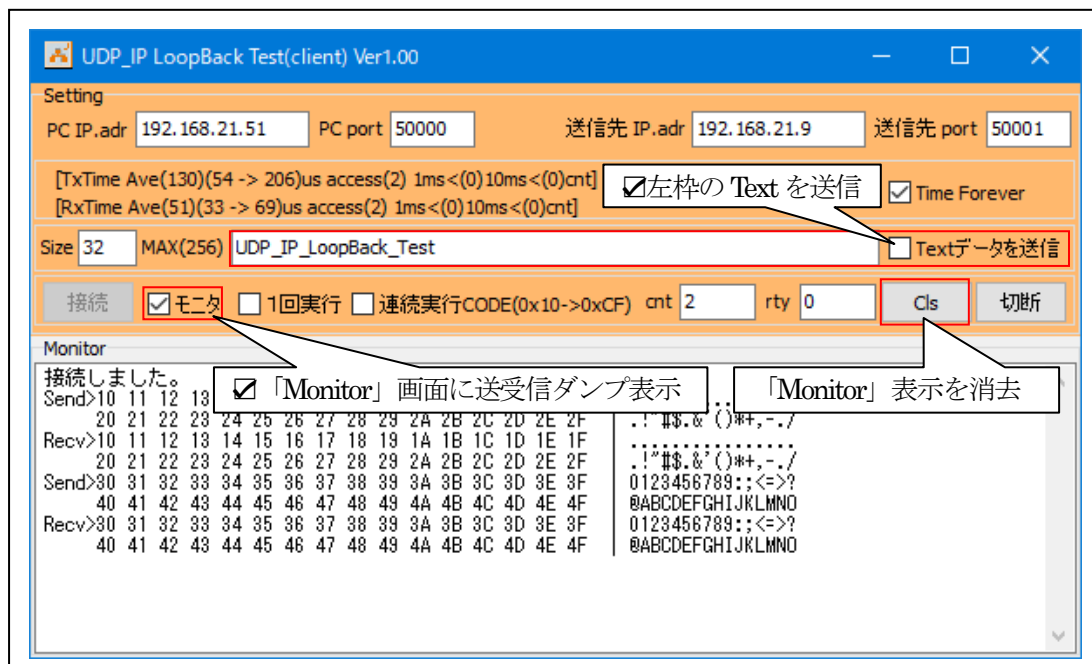 UDP_IP LoopBack Test(client) Ver1.00
Setting
PC IP.adr 192.168.21.51 PC port 50000 送信先 IP.adr 192.168.21.9 送信先 port 50001
[TxTime Ave(130)(54 -> 206)us access(2) 1ms<(0)10ms<(0)cnt]
☑左枠の Text を送信
Time Forever
[RxTime Ave(51)(33 -> 69)us access(2) 1ms<(0)10ms<(0)cnt]
Size 32 MAX(256) UDP_IP_LoopBack_Test Textデータを送信
接続 モニタ 1回実行 連続実行CODE(0x10->0xCF) cnt 2 rty 0 Cls 切断
Monitor
接続しました。
☑「Monitor」画面に送受信ダンプ表示
「Monitor」表示を消去
Send>10 11 12 13
20 21 22 23 24 25 26 27 28 29 2A 2B 2C 2D 2E 2F | .!"#$.&'()*+,-./
Recv>10 11 12 13 14 15 16 17 18 19 1A 1B 1C 1D 1E 1F | ................
20 21 22 23 24 25 26 27 28 29 2A 2B 2C 2D 2E 2F | .!"#$.&'()*+,-./
Send>30 31 32 33 34 35 36 37 38 39 3A 3B 3C 3D 3E 3F | 0123456789:;<=>?
40 41 42 43 44 45 46 47 48 49 4A 4B 4C 4D 4E 4F | @ABCDEFGHIJKLMNO
Recv>30 31 32 33 34 35 36 37 38 39 3A 3B 3C 3D 3E 3F | 0123456789:;<=>?
40 41 42 43 44 45 46 47 48 49 4A 4B 4C 4D 4E 4F | @ABCDEFGHIJKLMNO